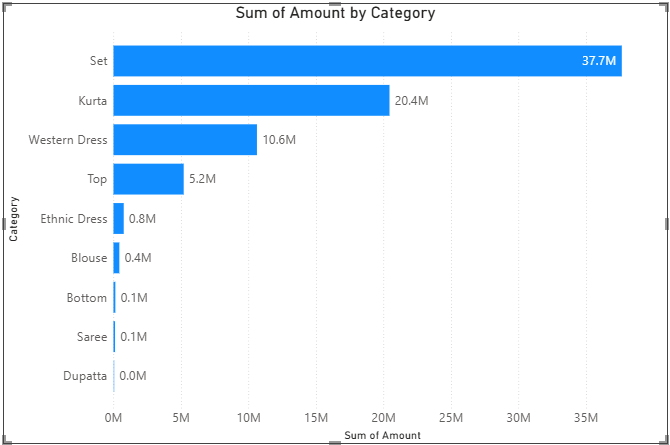 Sum of Amount by Category
Category
Set 37.7M
Kurta 20.4M
Western Dress 10.6M
Top 5.2M
Ethnic Dress 0.8M
Blouse 0.4M
Bottom 0.1M
Saree 0.1M
Dupatta 0.0M
0M 5M 10M 15M 20M 25M 30M 35M
Sum of Amount